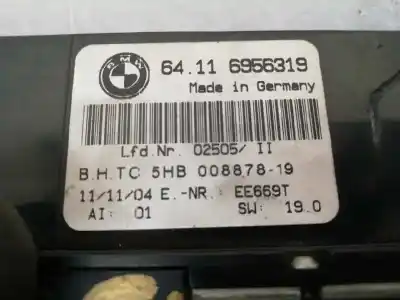 BMW
64.11 6956319
Made in Germany
Lfd.Nr. 02505/ II
B.H.TC 5HB 008878-19
11/11/04 E.-NR: EE669T
AI: 01 SW: 19.0